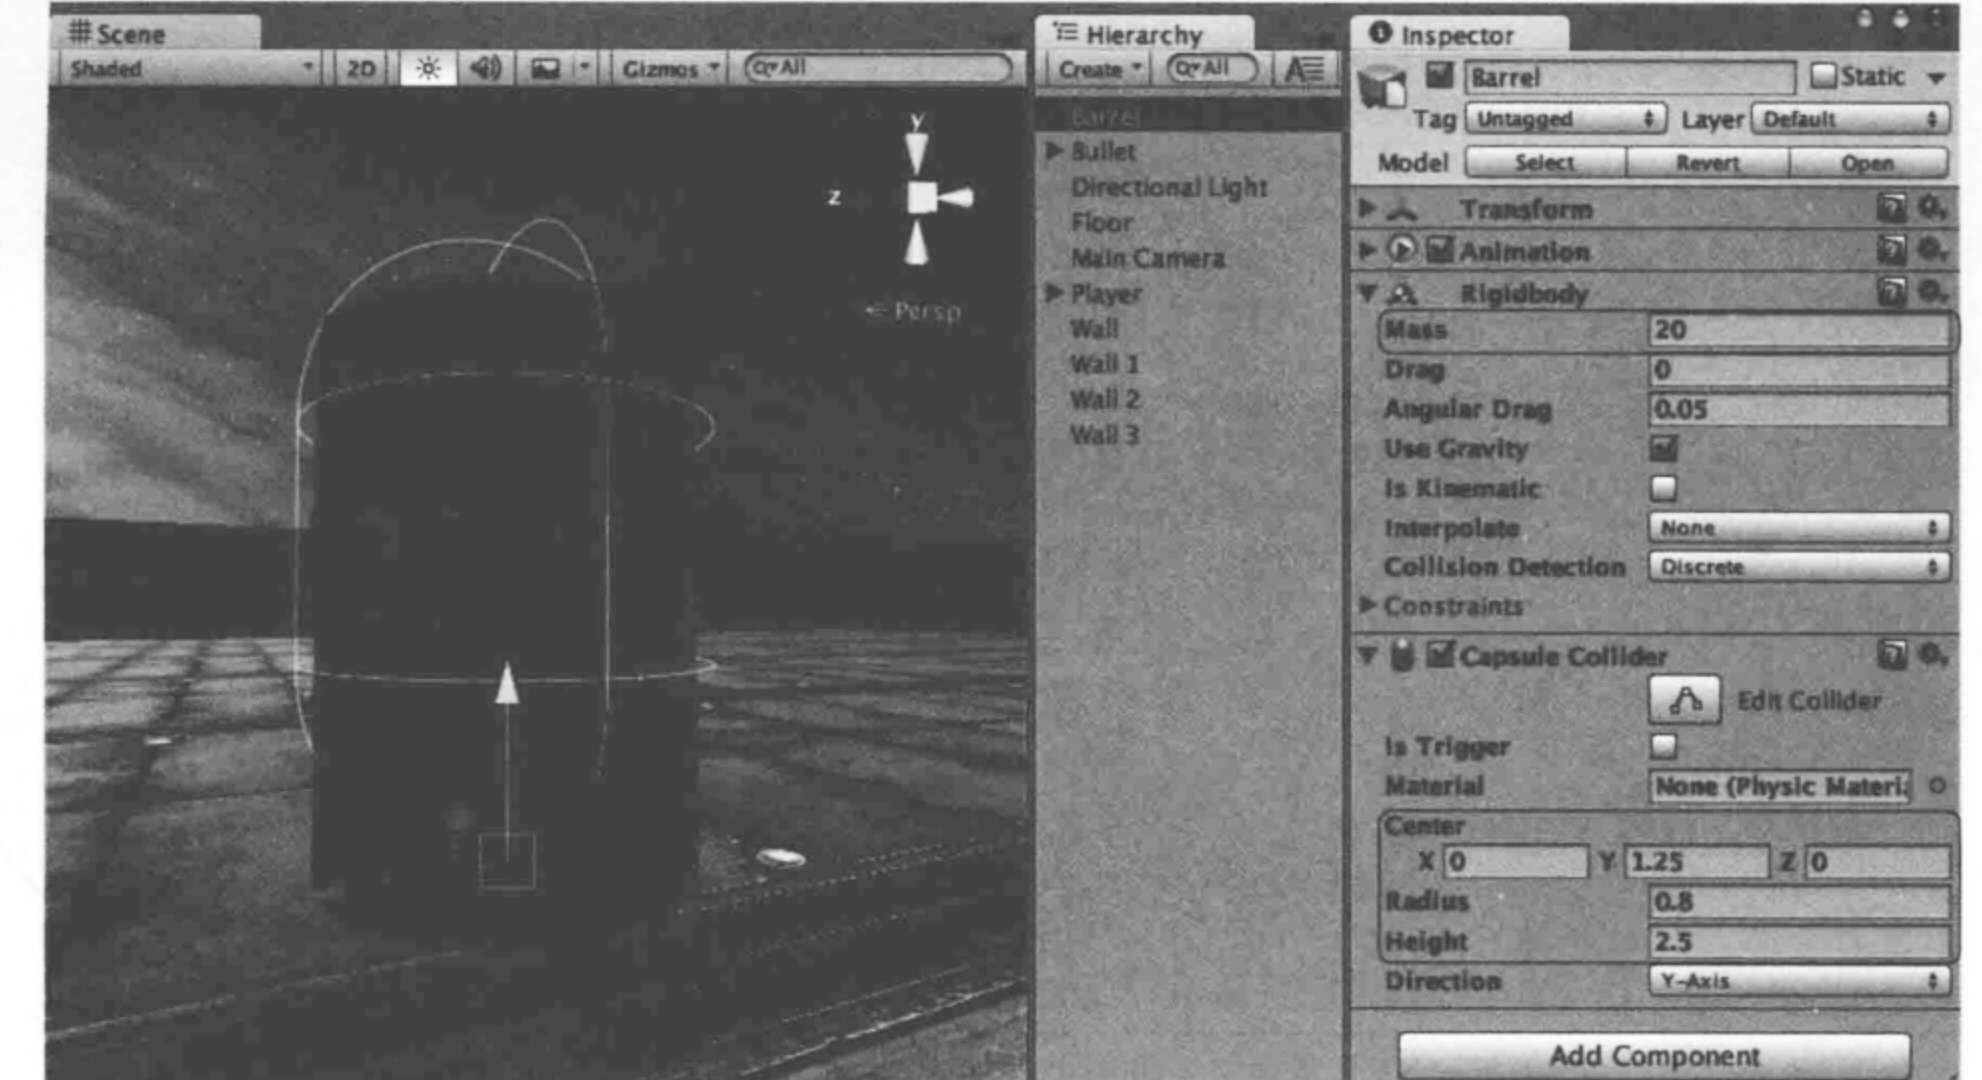 Scene
Shaded 2D Gizmos All
y
z
Persp
Hierarchy
Create All
Barrel
Bullet
Directional Light
Floor
Main Camera
Player
Wall
Wall 1
Wall 2
Wall 3
Inspector
Barrel Static
Tag Untagged Layer Default
Model Select Revert Open
Transform
Animation
Rigidbody
Mass 20
Drag 0
Angular Drag 0.05
Use Gravity
Is Kinematic
Interpolate None
Collision Detection Discrete
Constraints
Capsule Collider
Edit Collider
Is Trigger
Material None (Physic Materi
Center
X 0 Y 1.25 Z 0
Radius 0.8
Height 2.5
Direction Y-Axis
Add Component